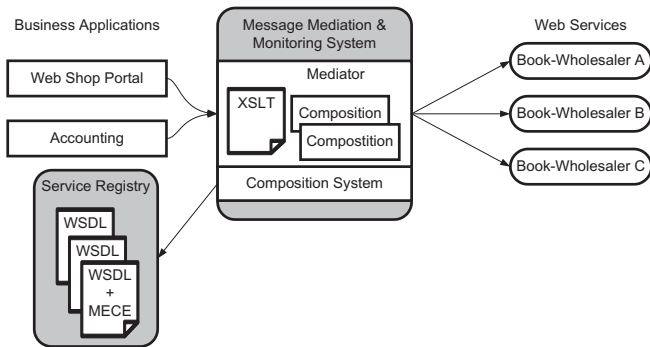 Business Applications
Web Shop Portal
Accounting
Service Registry
WSDL
WSDL
WSDL
+
MECE
Message Mediation &
Monitoring System
Mediator
XSLT
Composition
Compostition
Composition System
Web Services
Book-Wholesaler A
Book-Wholesaler B
Book-Wholesaler C